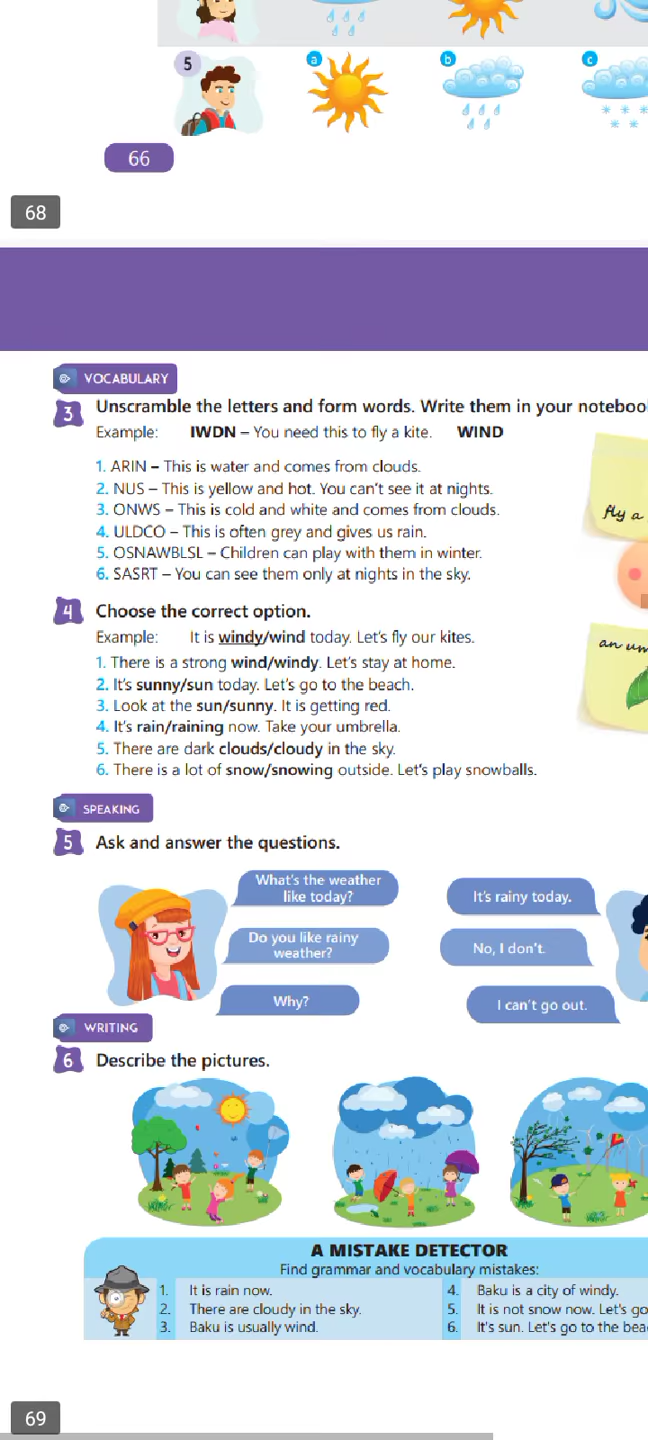 5
a
b
c
66
68
VOCABULARY
3 Unscramble the letters and form words. Write them in your
Example: IWDN – You need this to fly a kite. WIND
1. ARIN – This is water and comes from clouds.
2. NUS – This is yellow and hot. You can't see it at nights.
3. ONWS – This is cold and white and comes from clouds.
4. ULDCO – This is often grey and gives us rain.
5. OSNAWBLSL – Children can play with them in winter.
6. SASRT – You can see them only at nights in the sky.
fly a
4 Choose the correct option.
Example: It is windy/wind today. Let's fly our kites.
1. There is a strong wind/windy. Let's stay at home.
2. It's sunny/sun today. Let's go to the beach.
3. Look at the sun/sunny. It is getting red.
4. It's rain/raining now. Take your umbrella.
5. There are dark clouds/cloudy in the sky.
6. There is a lot of snow/snowing outside. Let's play snowballs.
an
SPEAKING
5 Ask and answer the questions.
What's the weather
like today?
It's rainy today.
Do you like rainy
weather?
No, I don't.
Why?
I can't go out.
WRITING
6 Describe the pictures.
A MISTAKE DETECTOR
Find grammar and vocabulary mistakes:
1. It is rain now.
2. There are cloudy in the sky.
3. Baku is usually wind.
4. Baku is a city of windy.
5. It is not snow now. Let's go
6. It's sun. Let's go to the
69